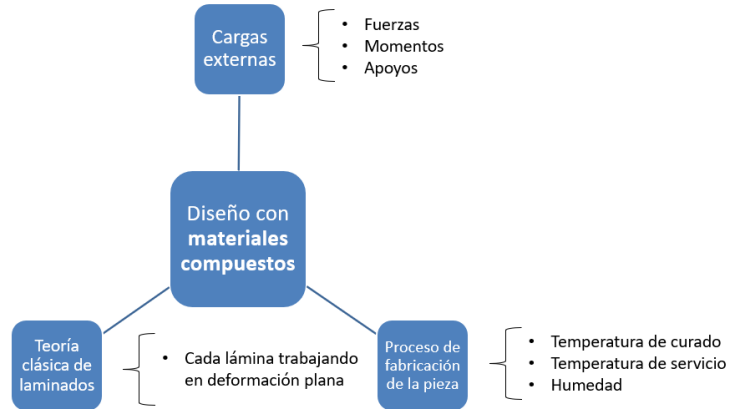 Cargas
externas
• Fuerzas
• Momentos
• Apoyos
Diseño con
materiales
compuestos
Teoría
clásica de
laminados
• Cada lámina trabajando
en deformación plana
Proceso de
fabricación
de la pieza
• Temperatura de curado
• Temperatura de servicio
• Humedad